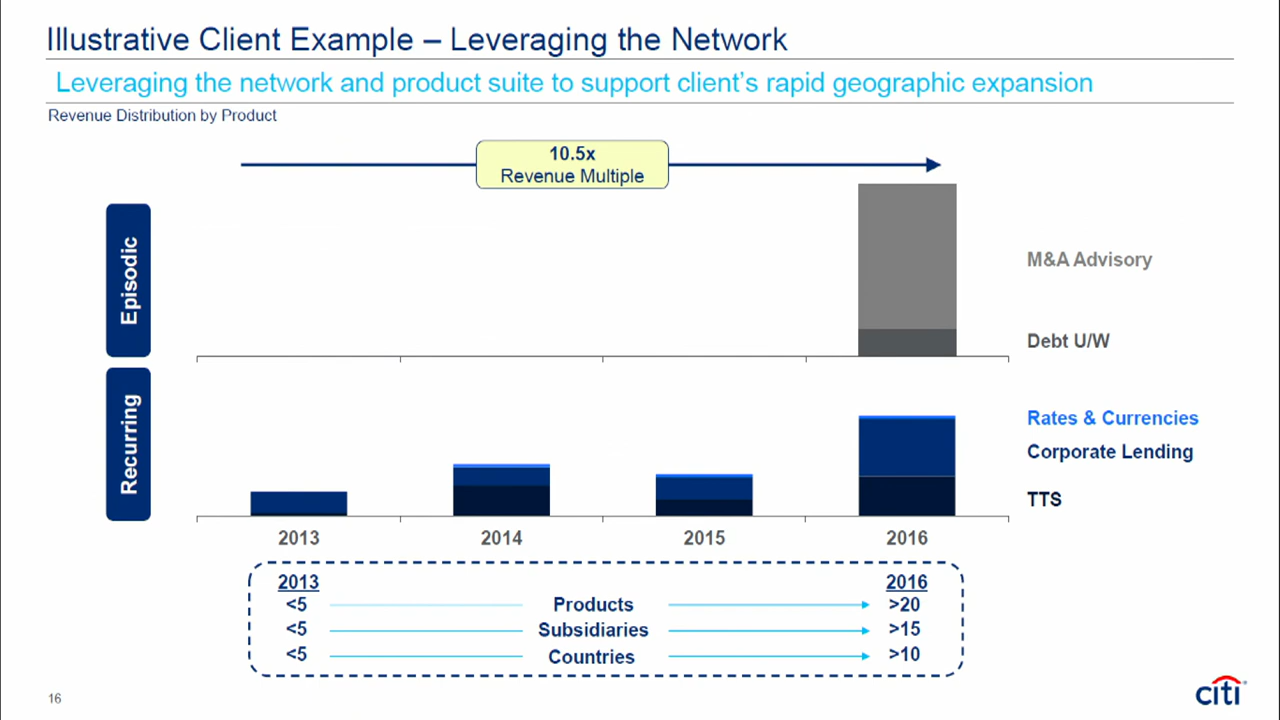 Illustrative Client Example – Leveraging the Network
Leveraging the network and product suite to support client's rapid geographic expansion
Revenue Distribution by Product
10.5x
Revenue Multiple
Episodic
M&A Advisory
Debt U/W
Recurring
Rates & Currencies
Corporate Lending
TTS
2013 2014 2015 2016
2013 2016
<5 Products >20
<5 Subsidiaries >15
<5 Countries >10
16
citi